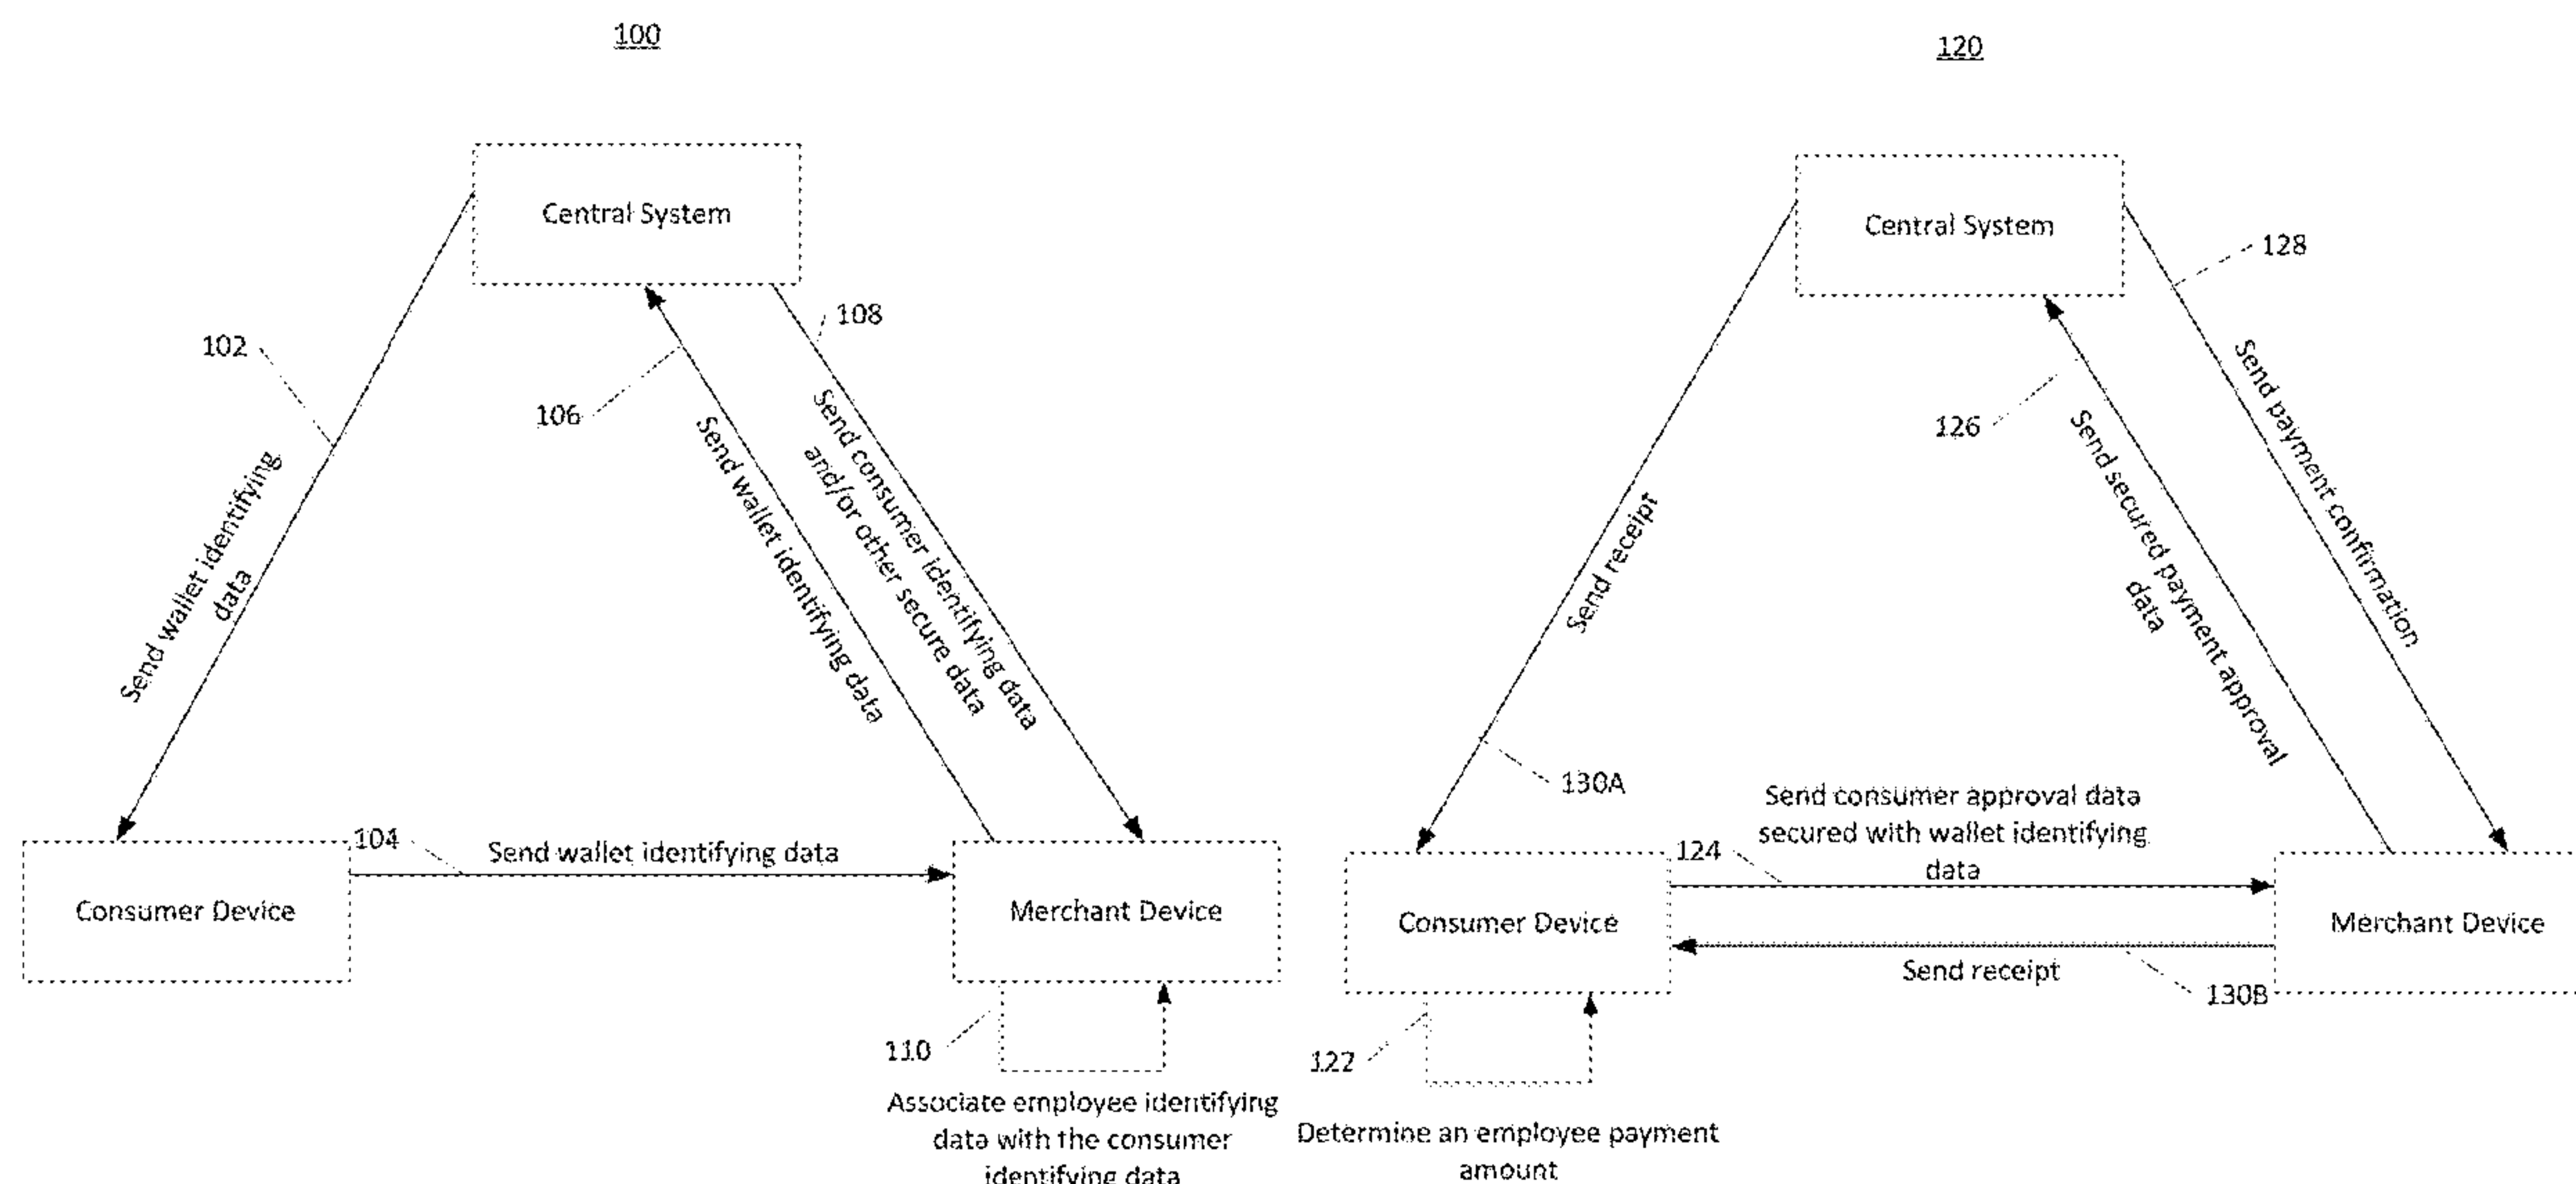 100
Central System
102
106
108
Send wallet identifying
data
Send wallet identifying data
Send consumer identifying data
and/or other secure data
104
Send wallet identifying data
Consumer Device
Merchant Device
110
Associate employee identifying
data with the consumer
identifying data
120
Central System
128
126
Send payment confirmation
Send secured payment approval
data
Send receipt
130A
Send consumer approval data
secured with wallet identifying
data
124
Consumer Device
Merchant Device
Send receipt
130B
122
Determine an employee payment
amount